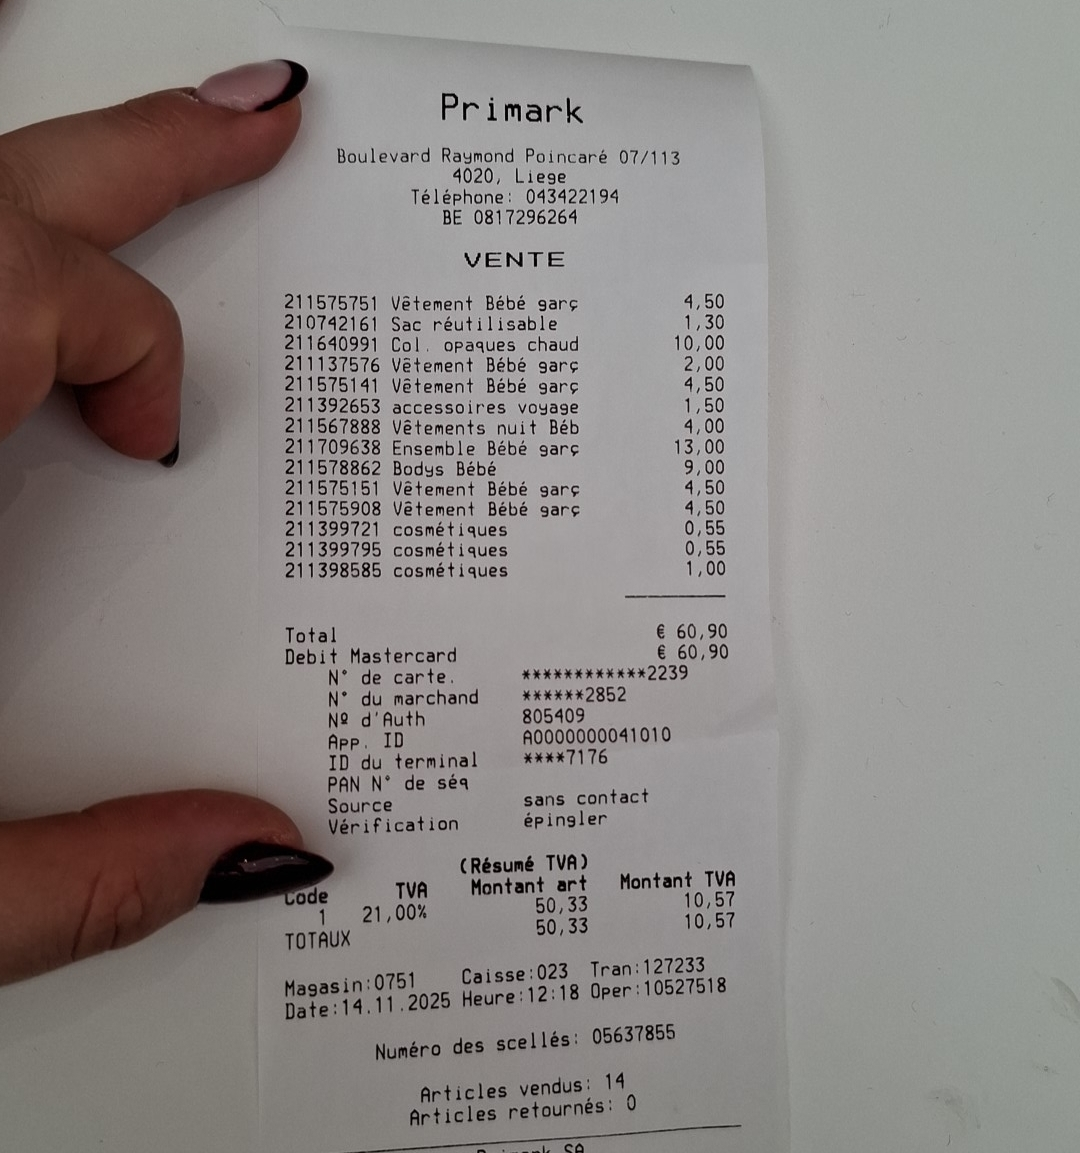 Primark
Boulevard Raymond Poincaré 07/113
4020, Liege
Téléphone: 043422194
BE 0817296264
VENTE
211575751 Vêtement Bébé garç 4,50
210742161 Sac réutilisable 1,30
211640991 Col. opaques chaud 10,00
211137576 Vêtement Bébé garç 2,00
211575141 Vêtement Bébé garç 4,50
211392653 accessoires voyage 1,50
211567888 Vêtements nuit Béb 4,00
211709638 Ensemble Bébé garç 13,00
211578862 Bodys Bébé 9,00
211575151 Vêtement Bébé garç 4,50
211575908 Vêtement Bébé garç 4,50
211399721 cosmétiques 0,55
211399795 cosmétiques 0,55
211398585 cosmétiques 1,00
Total € 60,90
Debit Mastercard € 60,90
N° de carte. ************2239
N° du marchand ******2852
Nº d'Auth 805409
App. ID A0000000041010
ID du terminal ****7176
PAN N° de séq
Source sans contact
Vérification épingler
(Résumé TVA)
Code TVA Montant art Montant TVA
1 21,00% 50,33 10,57
TOTAUX 50,33 10,57
Magasin:0751 Caisse:023 Tran:127233
Date:14.11.2025 Heure:12:18 Oper:10527518
Numéro des scellés: 05637855
Articles vendus: 14
Articles retournés: 0